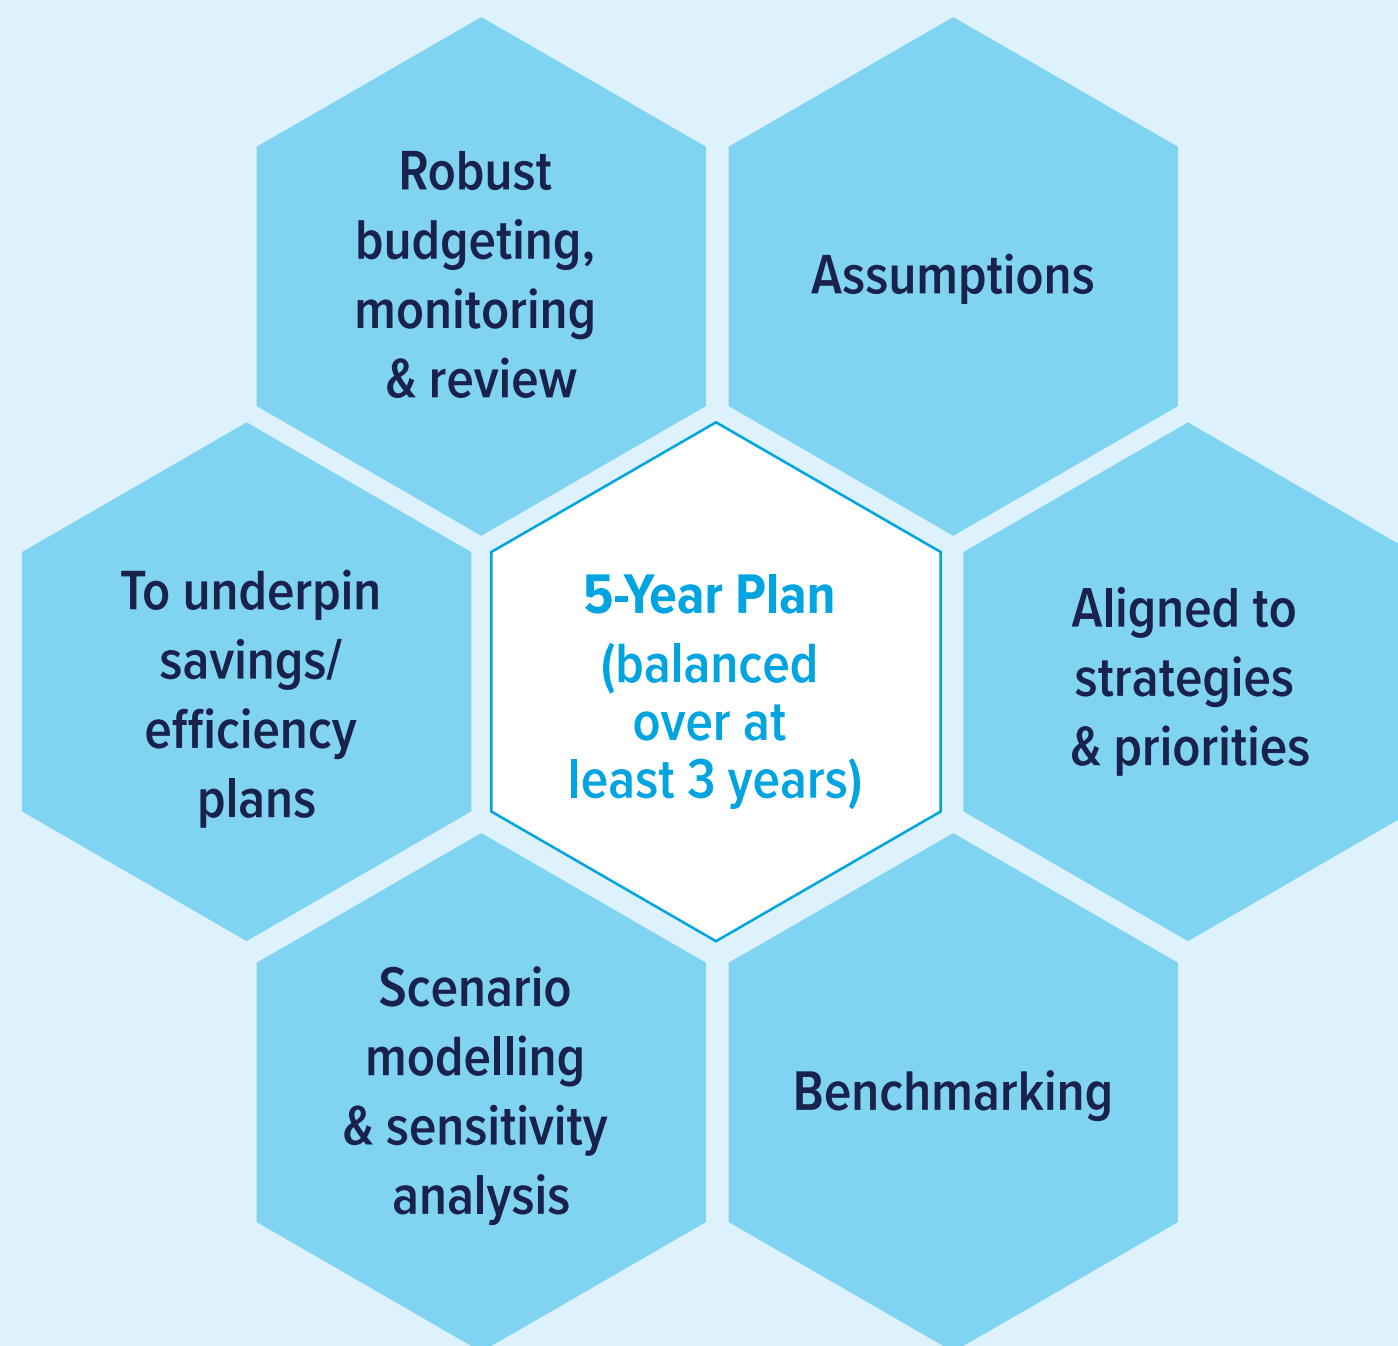 Robust
budgeting,
monitoring
& review
Assumptions
To underpin
savings/
efficiency
plans
5-Year Plan
(balanced
over at
least 3 years)
Aligned to
strategies
& priorities
Scenario
modelling
& sensitivity
analysis
Benchmarking